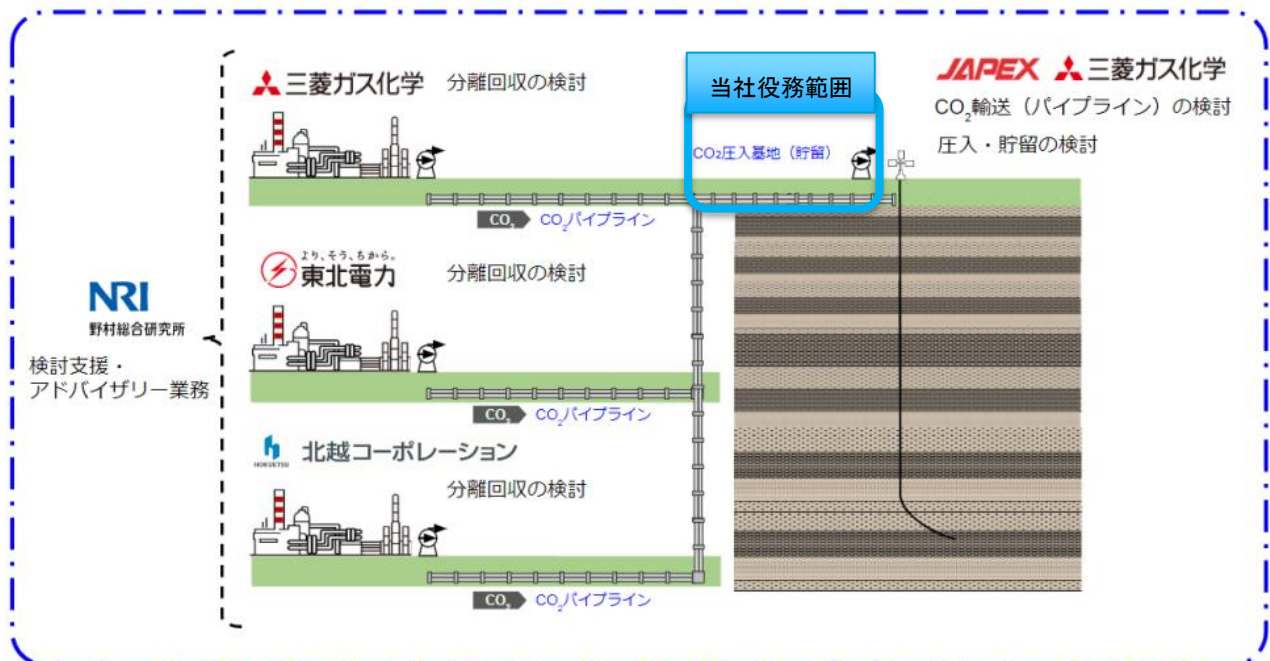 三菱ガス化学 分離回収の検討
当社役務範囲
JAPEX 三菱ガス化学
CO₂輸送（パイプライン）の検討
圧入・貯留の検討
CO₂圧入基地（貯留）
CO₂ CO₂パイプライン
より、そう、ちから。
東北電力 分離回収の検討
NRI
野村総合研究所
検討支援・
アドバイザリー業務
CO₂ CO₂パイプライン
北越コーポレーション
HOKUETSU
分離回収の検討
CO₂ CO₂パイプライン